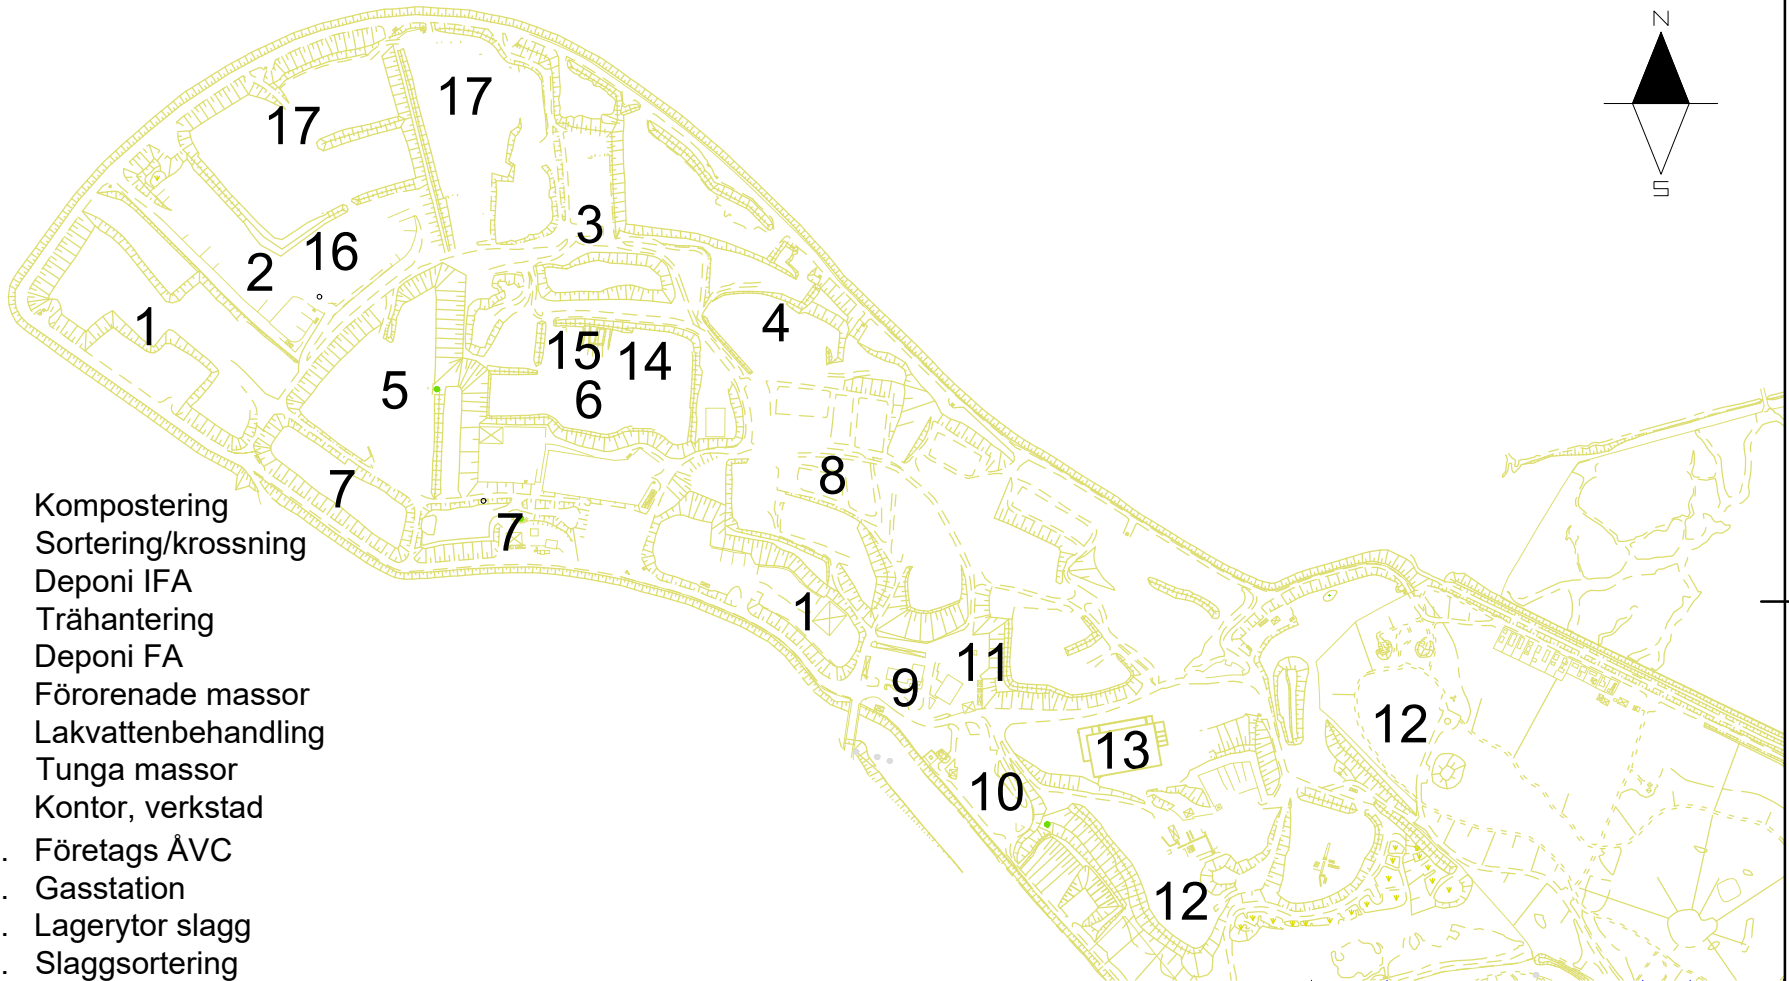 N
S
17
17
3
16
2
1
4
15
14
5
6
7
8
7
1
11
9
12
13
10
12
Kompostering
Sortering/krossning
Deponi IFA
Trähantering
Deponi FA
Förorenade massor
Lakvattenbehandling
Tunga massor
Kontor, verkstad
. Företags ÅVC
. Gasstation
. Lagerytor slagg
. Slaggsortering